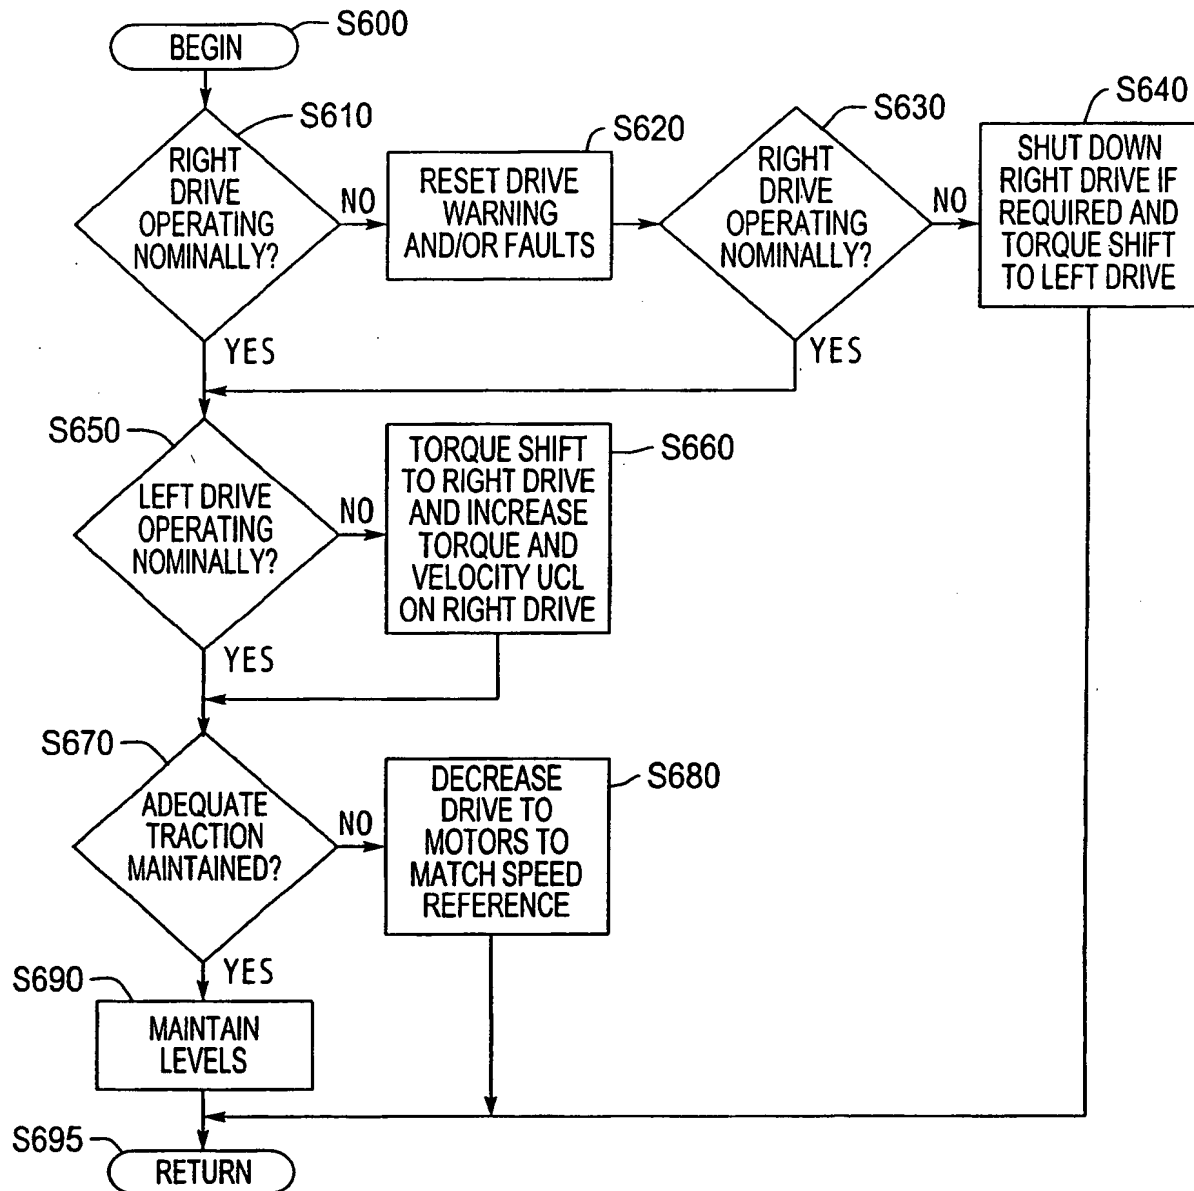 BEGIN
S600
S610
RIGHT
DRIVE
OPERATING
NOMINALLY?
NO
YES
S620
RESET DRIVE
WARNING
AND/OR FAULTS
S630
RIGHT
DRIVE
OPERATING
NOMINALLY?
NO
YES
S640
SHUT DOWN
RIGHT DRIVE IF
REQUIRED AND
TORQUE SHIFT
TO LEFT DRIVE
S650
LEFT DRIVE
OPERATING
NOMINALLY?
NO
YES
S660
TORQUE SHIFT
TO RIGHT DRIVE
AND INCREASE
TORQUE AND
VELOCITY UCL
ON RIGHT DRIVE
S670
ADEQUATE
TRACTION
MAINTAINED?
NO
YES
S680
DECREASE
DRIVE TO
MOTORS TO
MATCH SPEED
REFERENCE
S690
MAINTAIN
LEVELS
S695
RETURN